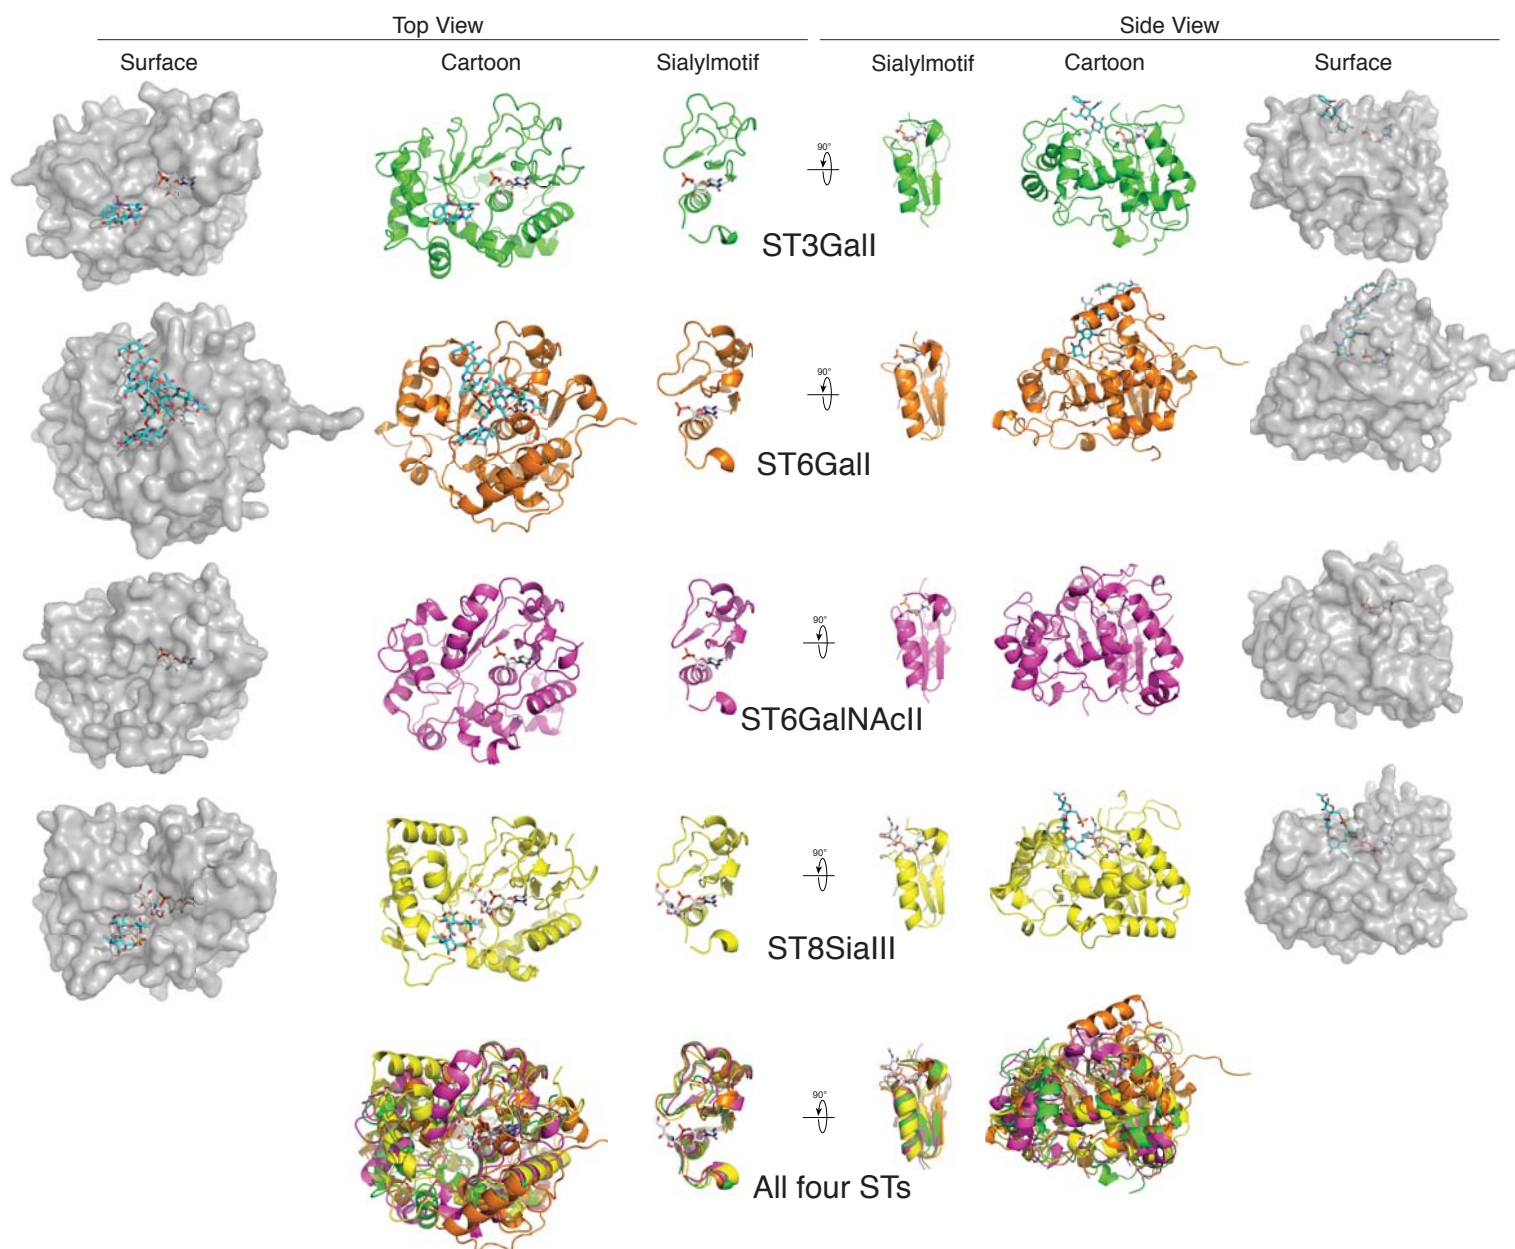 Top View
Side View
Surface
Cartoon
Sialylmotif
Sialylmotif
Cartoon
Surface
90°
ST3GalI
90°
ST6GalI
90°
ST6GalNAcII
90°
ST8SiaIII
90°
All four STs